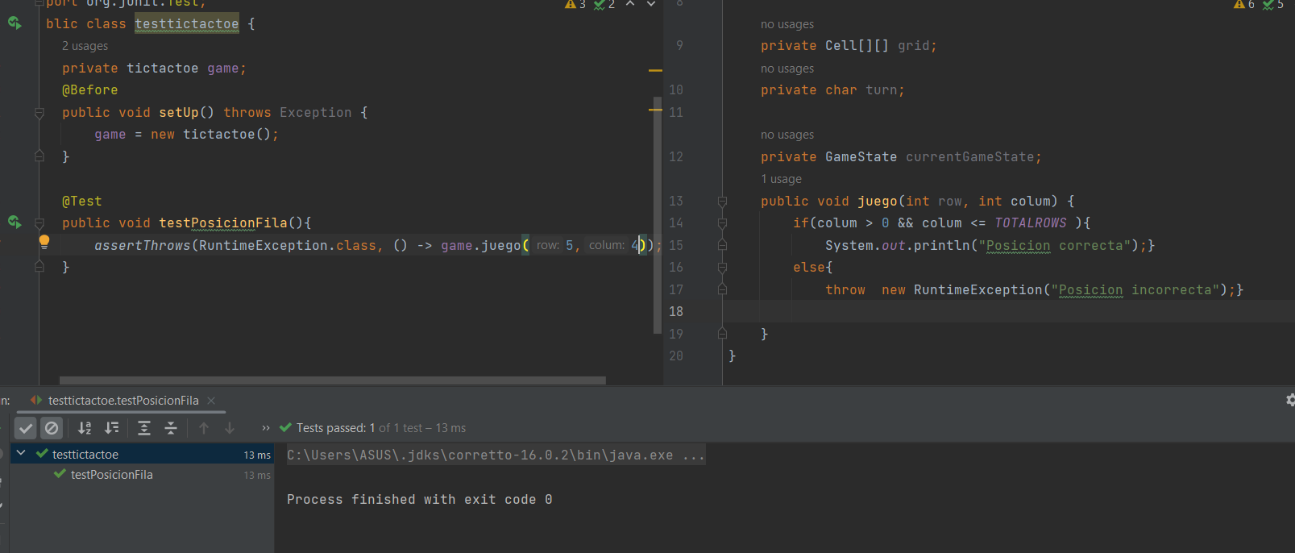 port org.junit.Test;
3 2
blic class testtictactoe {
2 usages
private tictactoe game;
@Before
public void setUp() throws Exception {
game = new tictactoe();
}
@Test
public void testPosicionFila(){
assertThrows(RuntimeException.class, () -> game.juego( row: 5, colum: 4));
}
6 5
8
no usages
9 private Cell[][] grid;
no usages
10 private char turn;
11
no usages
12 private GameState currentGameState;
1 usage
13 public void juego(int row, int colum) {
14 if(colum > 0 && colum <= TOTALROWS ){
15 System.out.println("Posicion correcta");}
16 else{
17 throw  new RuntimeException("Posicion incorrecta");}
18
19 }
20 }
n: testtictactoe.testPosicionFila
Tests passed: 1 of 1 test – 13 ms
testtictactoe 13 ms
testPosicionFila 13 ms
C:\Users\ASUS\.jdks\corretto-16.0.2\bin\java.exe ...
Process finished with exit code 0